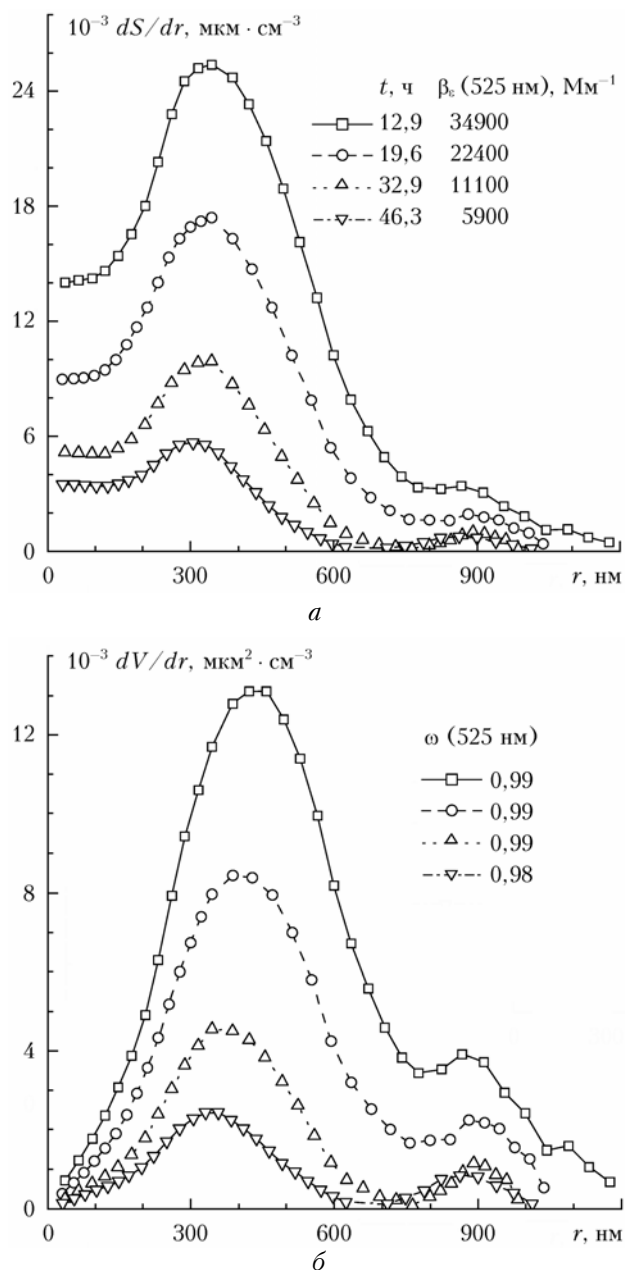 10⁻³ dS/dr, мкм · см⁻³
24
18
12
6
0
t, ч β_ε (525 нм), Мм⁻¹
12,9 34900
19,6 22400
32,9 11100
46,3 5900
0 300 600 900 r, нм
а
10⁻³ dV/dr, мкм² · см⁻³
12
8
4
0
ω (525 нм)
0,99
0,99
0,99
0,98
0 300 600 900 r, нм
б